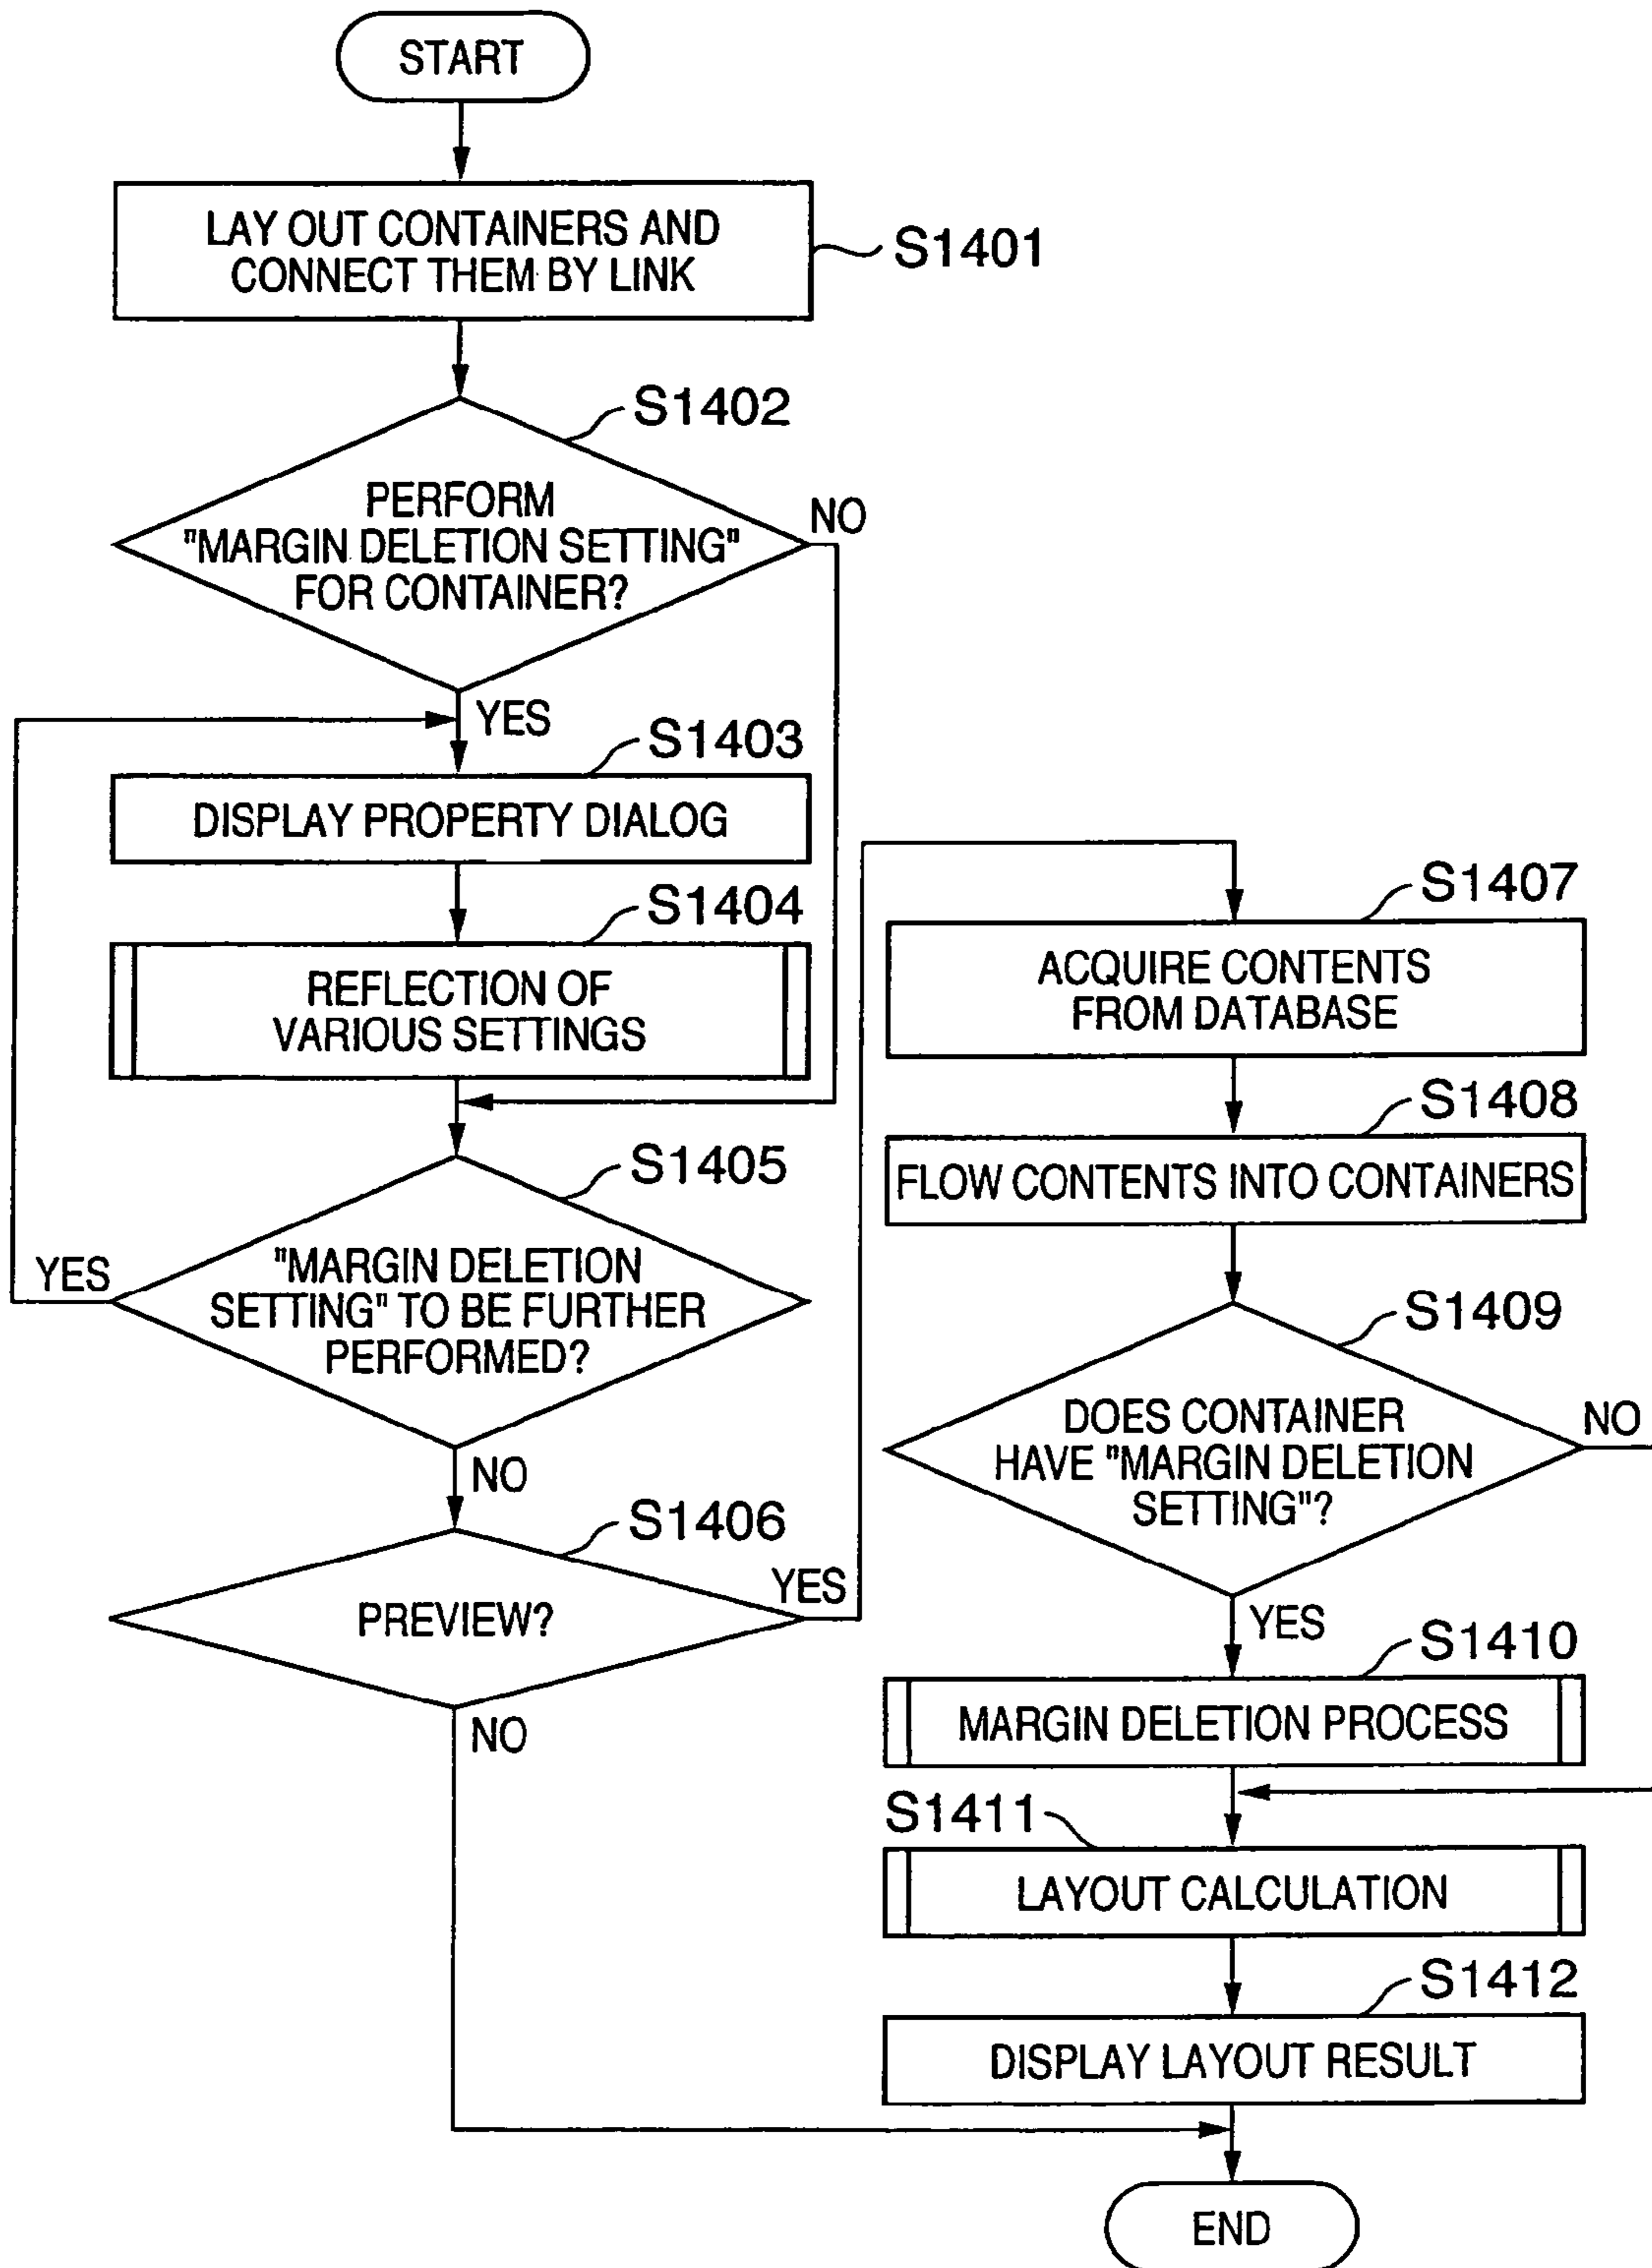 START
LAY OUT CONTAINERS AND
CONNECT THEM BY LINK
S1401
S1402
PERFORM
"MARGIN DELETION SETTING"
FOR CONTAINER?
NO
YES
S1403
DISPLAY PROPERTY DIALOG
S1404
REFLECTION OF
VARIOUS SETTINGS
S1405
"MARGIN DELETION
SETTING" TO BE FURTHER
PERFORMED?
YES
NO
S1406
PREVIEW?
YES
NO
S1407
ACQUIRE CONTENTS
FROM DATABASE
S1408
FLOW CONTENTS INTO CONTAINERS
S1409
DOES CONTAINER
HAVE "MARGIN DELETION
SETTING"?
NO
YES
S1410
MARGIN DELETION PROCESS
S1411
LAYOUT CALCULATION
S1412
DISPLAY LAYOUT RESULT
END